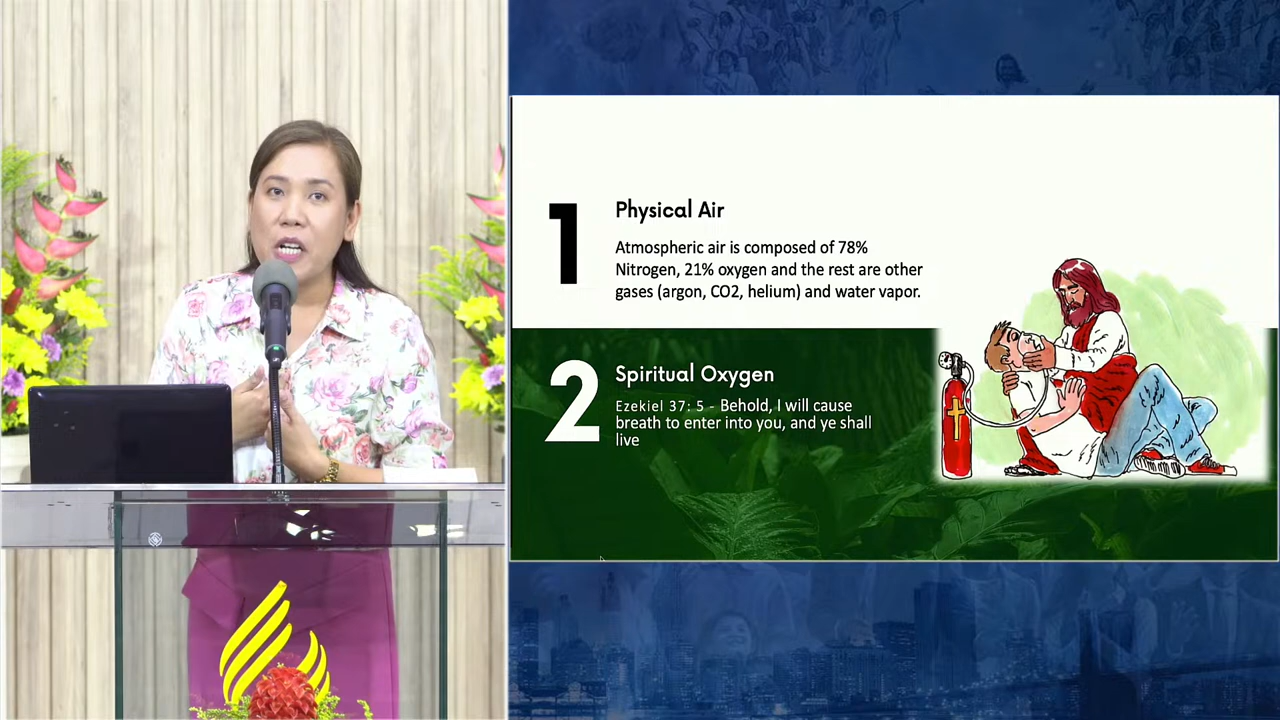 1
Physical Air
Atmospheric air is composed of 78%
Nitrogen, 21% oxygen and the rest are other
gases (argon, CO2, helium) and water vapor.
2
Spiritual Oxygen
Ezekiel 37: 5 - Behold, I will cause
breath to enter into you, and ye shall
live